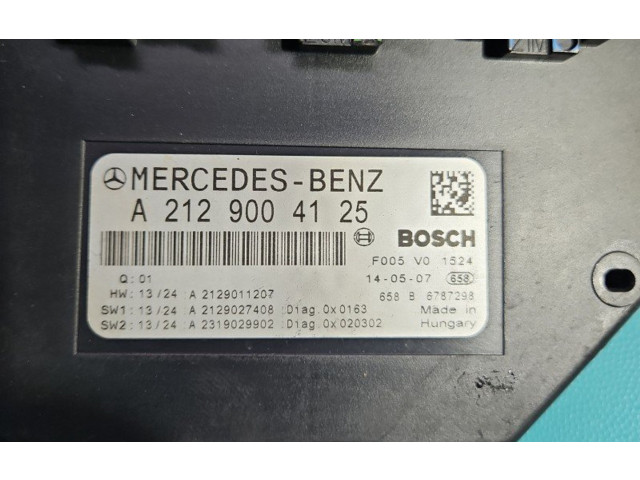 MERCEDES-BENZ
A 212 900 41 25
BOSCH
F005 V0 1524
Q: 01
14-05-07 658
HW: 13/24 A 2129011207
658 B 6787298
SW1: 13/24 : A 2129027408 :Diag. 0x0163
Made in
SW2: 13/24 : A 2319029902 :Diag. 0x020302
Hungary